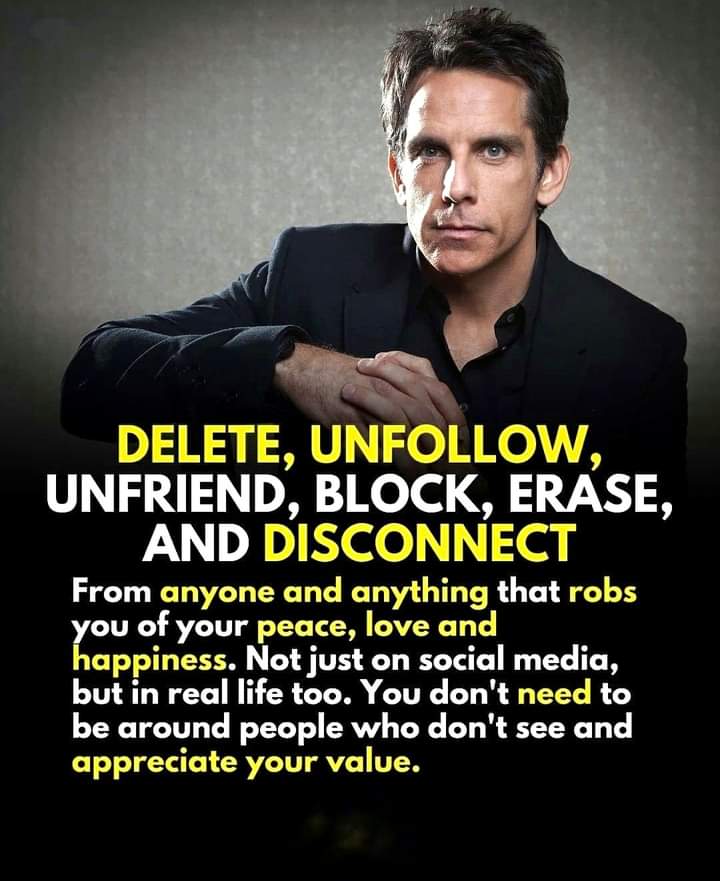 DELETE, UNFOLLOW,
UNFRIEND, BLOCK, ERASE,
AND DISCONNECT
From anyone and anything that robs
you of your peace, love and
happiness. Not just on social media,
but in real life too. You don't need to
be around people who don't see and
appreciate your value.